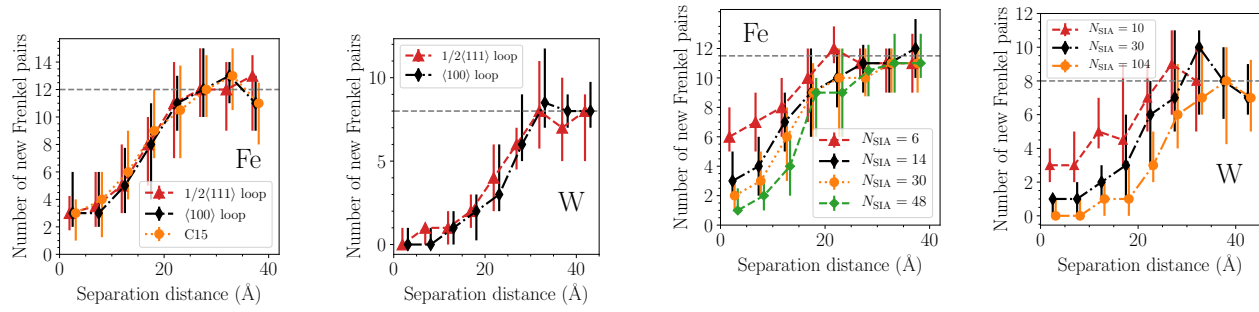 Number of new Frenkel pairs
14
12
10
8
6
4
2
0
Fe
1/2⟨111⟩ loop
⟨100⟩ loop
C15
0
20
40
Separation distance (Å)
Number of new Frenkel pairs
10
5
0
1/2⟨111⟩ loop
⟨100⟩ loop
W
0
20
40
Separation distance (Å)
Number of new Frenkel pairs
14
12
10
8
6
4
2
0
Fe
N_SIA = 6
N_SIA = 14
N_SIA = 30
N_SIA = 48
0
20
40
Separation distance (Å)
Number of new Frenkel pairs
12
10
8
6
4
2
0
N_SIA = 10
N_SIA = 30
N_SIA = 104
W
0
20
40
Separation distance (Å)